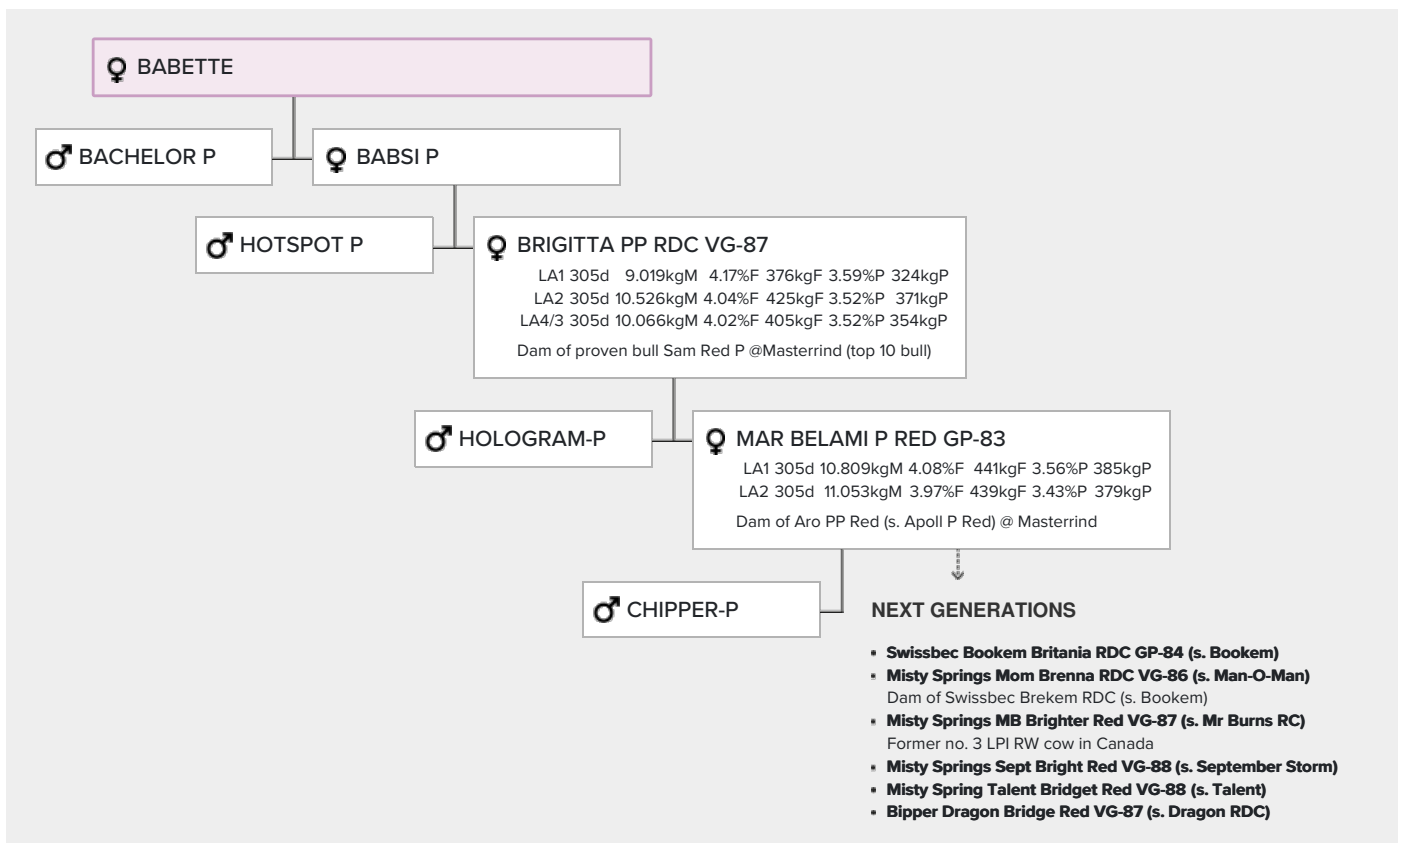 BABETTE
BACHELOR P
BABSI P
HOTSPOT P
BRIGITTA PP RDC VG-87
LA1 305d 9.019kgM 4.17%F 376kgF 3.59%P 324kgP
LA2 305d 10.526kgM 4.04%F 425kgF 3.52%P 371kgP
LA4/3 305d 10.066kgM 4.02%F 405kgF 3.52%P 354kgP
Dam of proven bull Sam Red P @Masterrind (top 10 bull)
HOLOGRAM-P
MAR BELAMI P RED GP-83
LA1 305d 10.809kgM 4.08%F 441kgF 3.56%P 385kgP
LA2 305d 11.053kgM 3.97%F 439kgF 3.43%P 379kgP
Dam of Aro PP Red (s. Apoll P Red) @ Masterrind
CHIPPER-P
NEXT GENERATIONS
▪ Swissbec Bookem Britania RDC GP-84 (s. Bookem)
▪ Misty Springs Mom Brenna RDC VG-86 (s. Man-O-Man)
Dam of Swissbec Brekem RDC (s. Bookem)
▪ Misty Springs MB Brighter Red VG-87 (s. Mr Burns RC)
Former no. 3 LPI RW cow in Canada
▪ Misty Springs Sept Bright Red VG-88 (s. September Storm)
▪ Misty Spring Talent Bridget Red VG-88 (s. Talent)
▪ Bipper Dragon Bridge Red VG-87 (s. Dragon RDC)